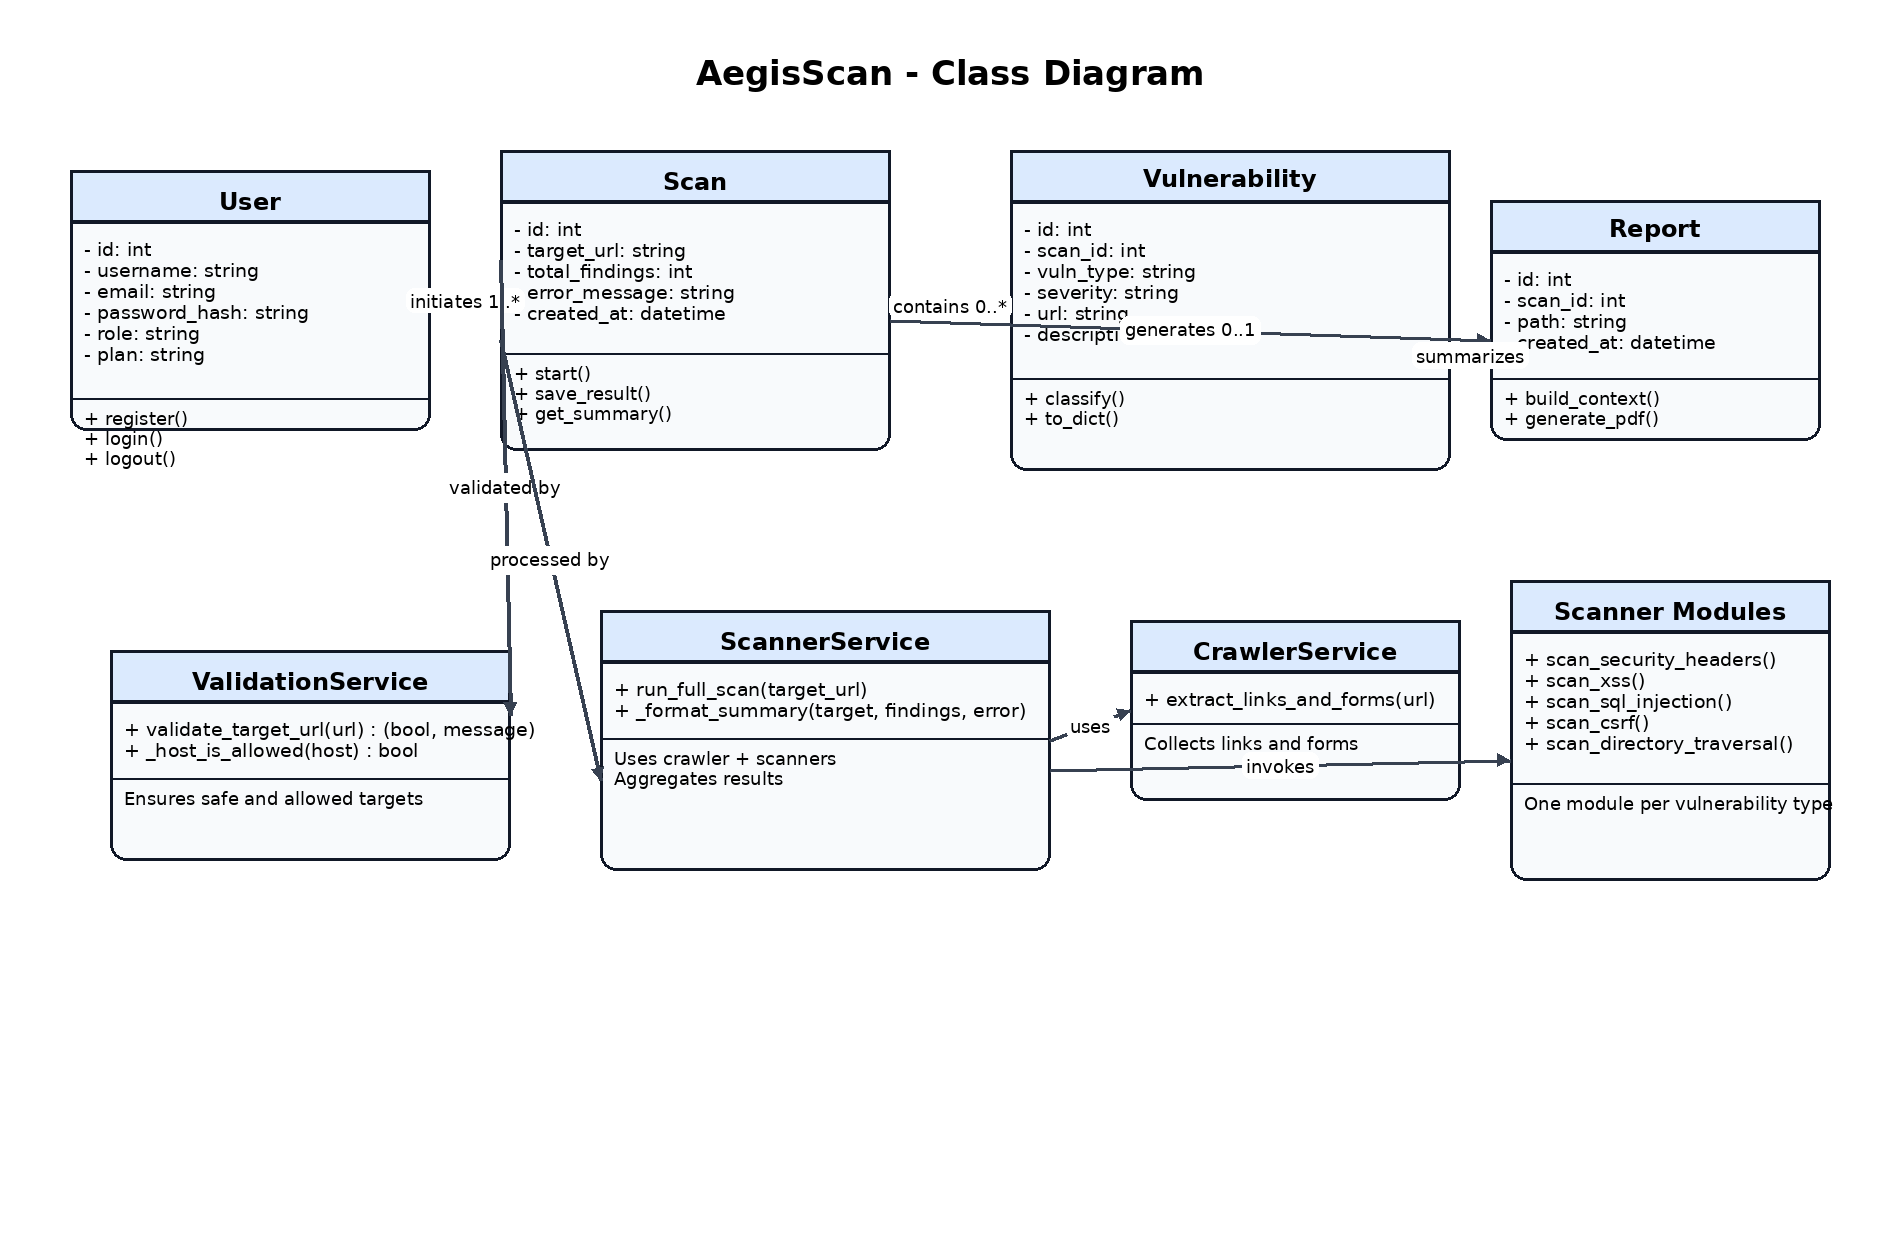 AegisScan - Class Diagram
User
- id: int
- username: string
- email: string
- password_hash: string
- role: string
- plan: string
+ register()
+ login()
+ logout()
initiates 1..*
Scan
- id: int
- target_url: string
- total_findings: int
error_message: string
- created_at: datetime
+ start()
+ save_result()
+ get_summary()
contains 0..*
Vulnerability
- id: int
- scan_id: int
- vuln_type: string
- severity: string
- url: string
- descripti
+ classify()
+ to_dict()
generates 0..1
summarizes
Report
- id: int
- scan_id: int
- path: string
created_at: datetime
+ build_context()
+ generate_pdf()
validated by
processed by
ValidationService
+ validate_target_url(url) : (bool, message)
+ _host_is_allowed(host) : bool
Ensures safe and allowed targets
ScannerService
+ run_full_scan(target_url)
+ _format_summary(target, findings, error)
Uses crawler + scanners
Aggregates results
uses
CrawlerService
+ extract_links_and_forms(url)
Collects links and forms
invokes
Scanner Modules
+ scan_security_headers()
+ scan_xss()
+ scan_sql_injection()
+ scan_csrf()
+ scan_directory_traversal()
One module per vulnerability type